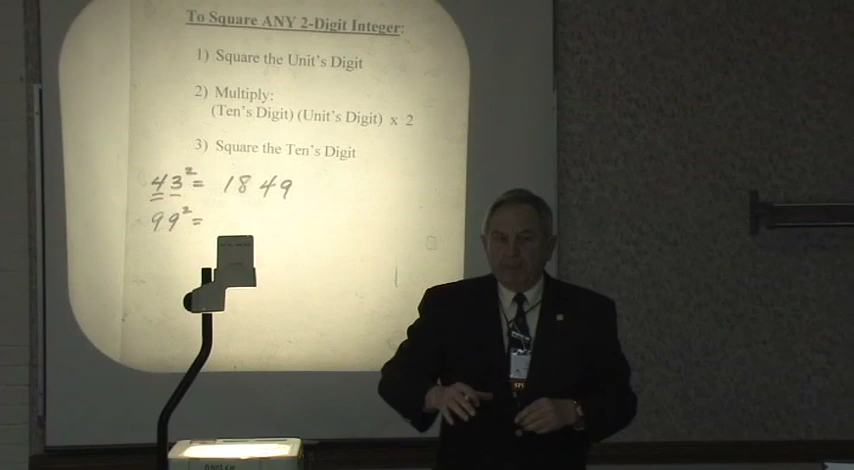 To Square ANY 2-Digit Integer:
1) Square the Unit's Digit
2) Multiply:
(Ten's Digit) (Unit's Digit) x 2
3) Square the Ten's Digit
43² = 1849
99² =